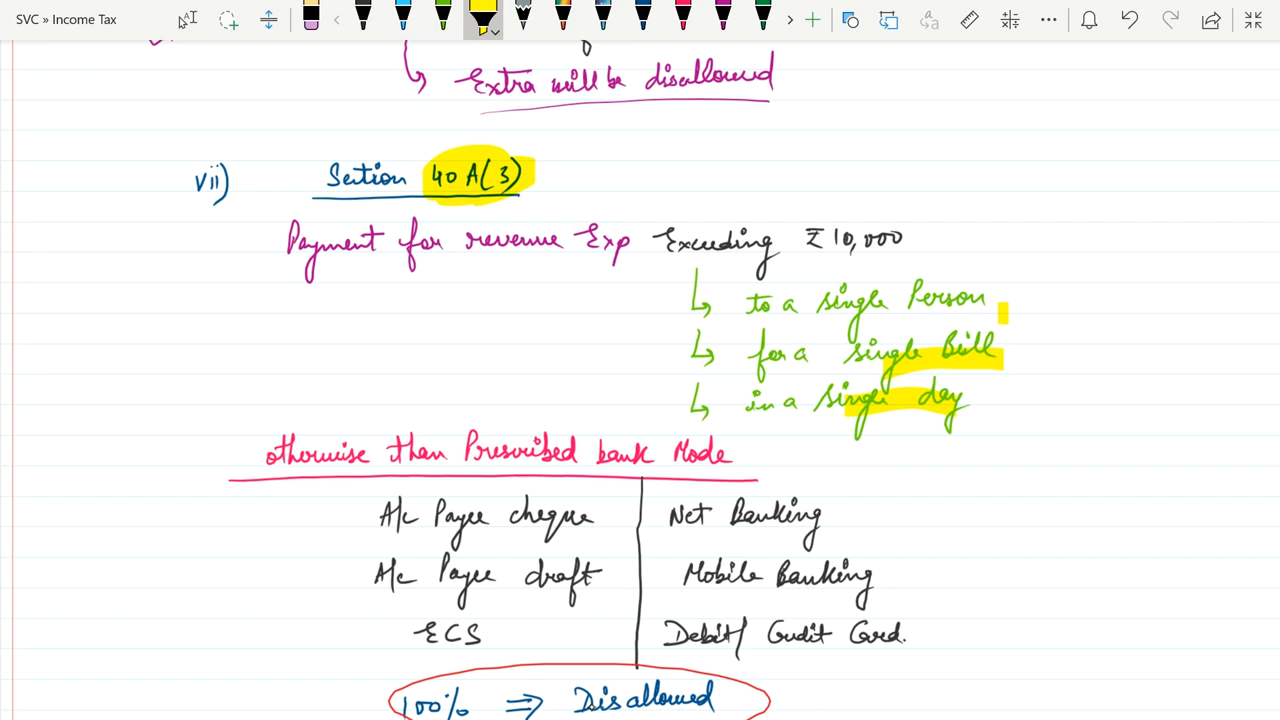 SVC » Income Tax
Extra will be disallowed
vii) Section 40 A(3)
Payment for revenue Exp Exceeding ₹ 10,000
↳ to a single Person
↳ for a single Bill
↳ in a single day
otherwise than Prescribed bank Mode
A/c Payee cheque | Net Banking
A/c Payee draft | Mobile Banking
ECS | Debit/ Credit Card.
100% ⇒ Disallowed